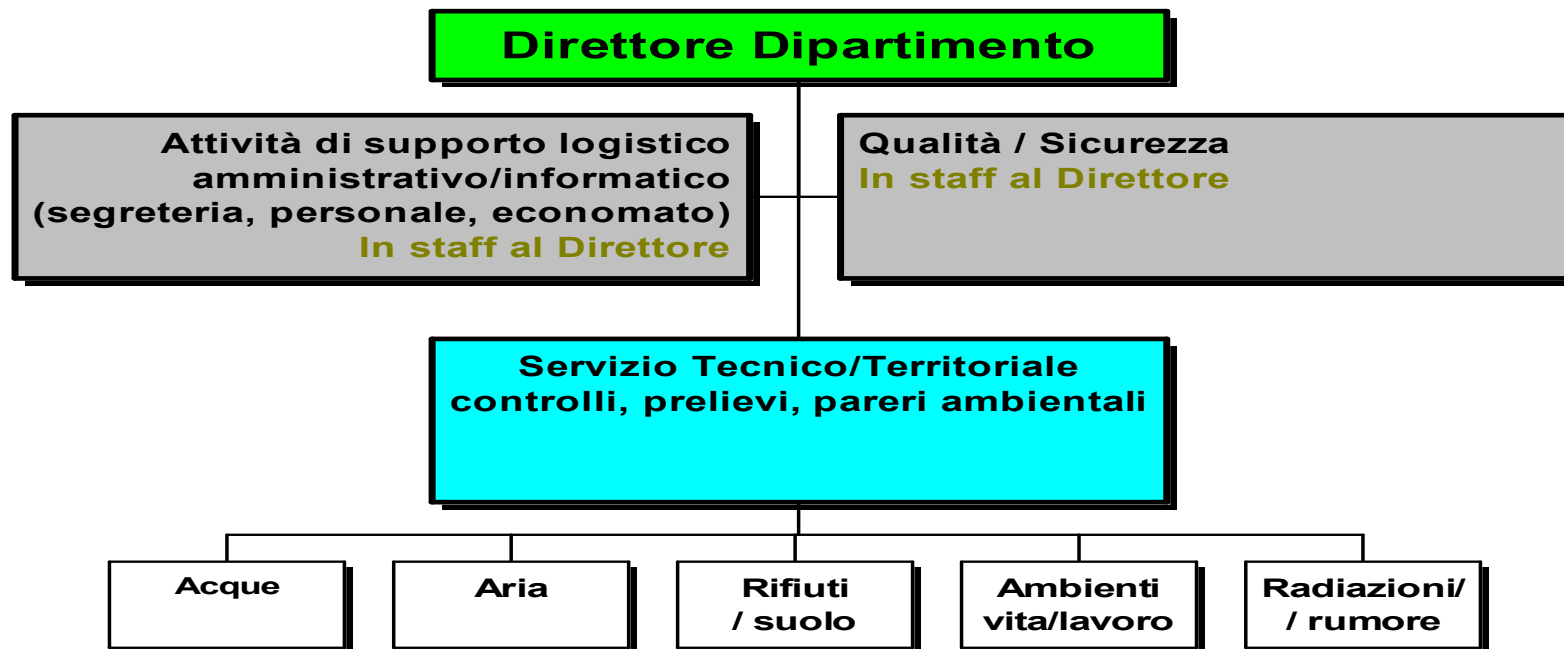 Direttore Dipartimento
Attività di supporto logistico
amministrativo/informatico
(segreteria, personale, economato)
In staff al Direttore
Qualità / Sicurezza
In staff al Direttore
Servizio Tecnico/Territoriale
controlli, prelievi, pareri ambientali
Acque
Aria
Rifiuti
/ suolo
Ambienti
vita/lavoro
Radiazioni/
/ rumore